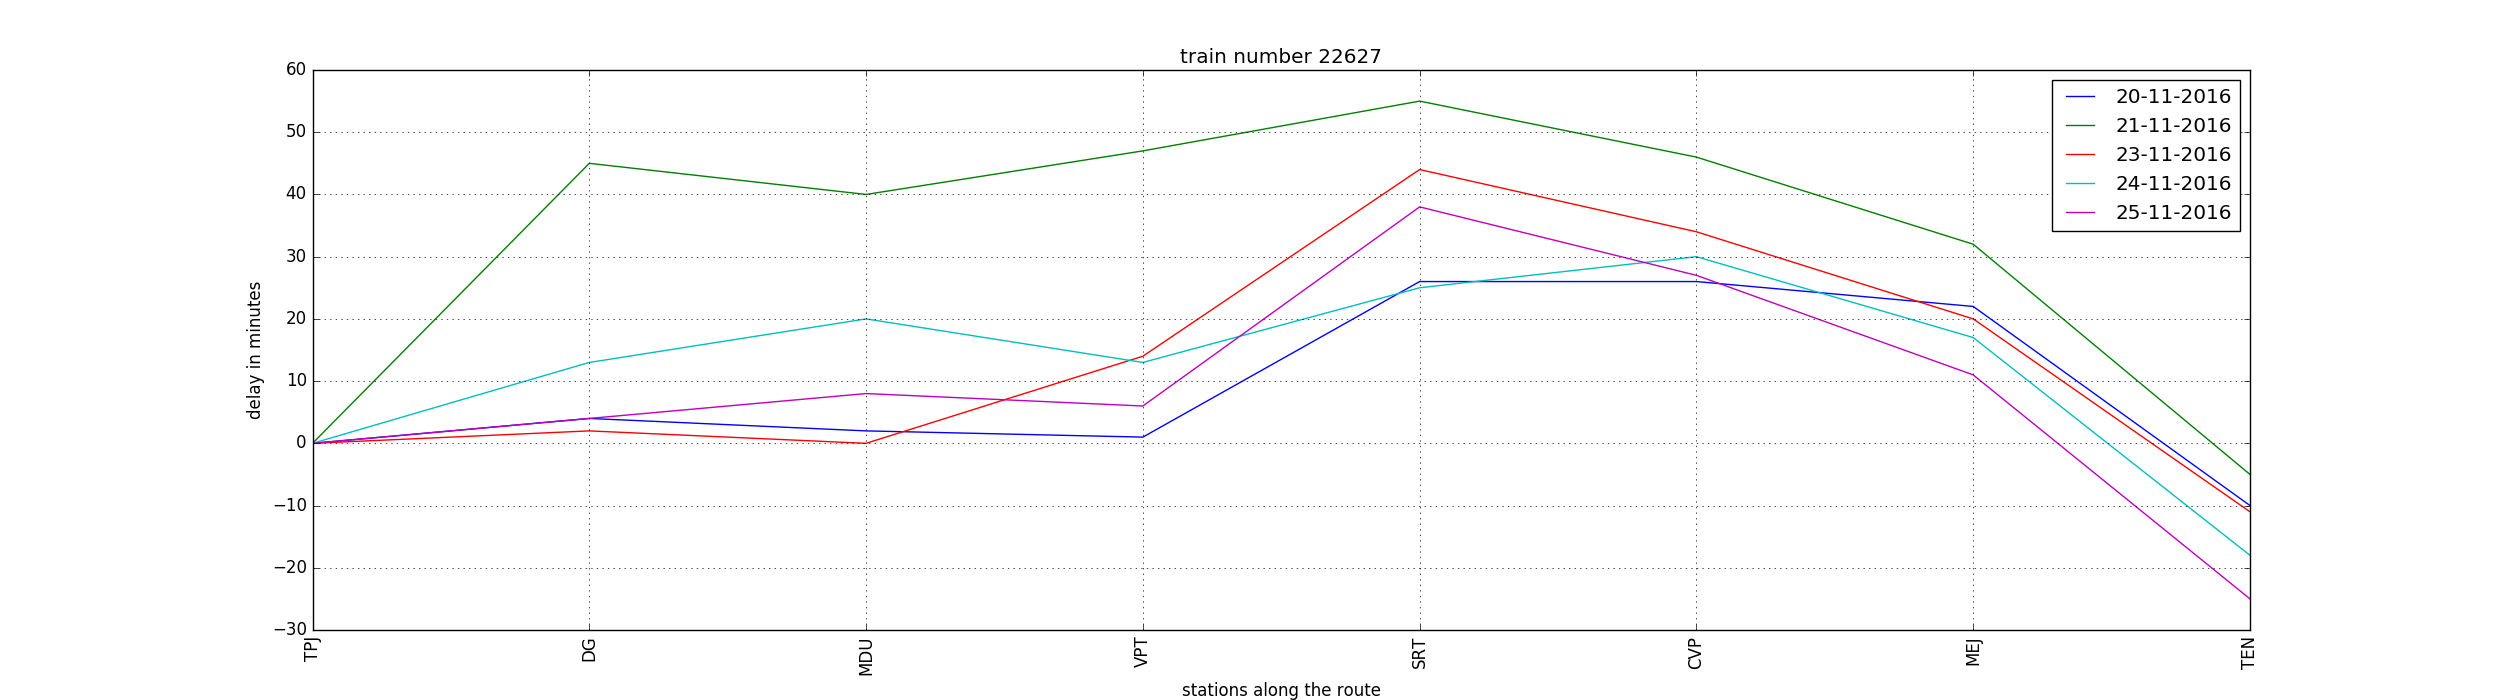 train number 22627
60
50
40
30
20
10
0
−10
−20
−30
delay in minutes
20-11-2016
21-11-2016
23-11-2016
24-11-2016
25-11-2016
TPJ
DG
MDU
VPT
SRT
CVP
MEJ
TEN
stations along the route